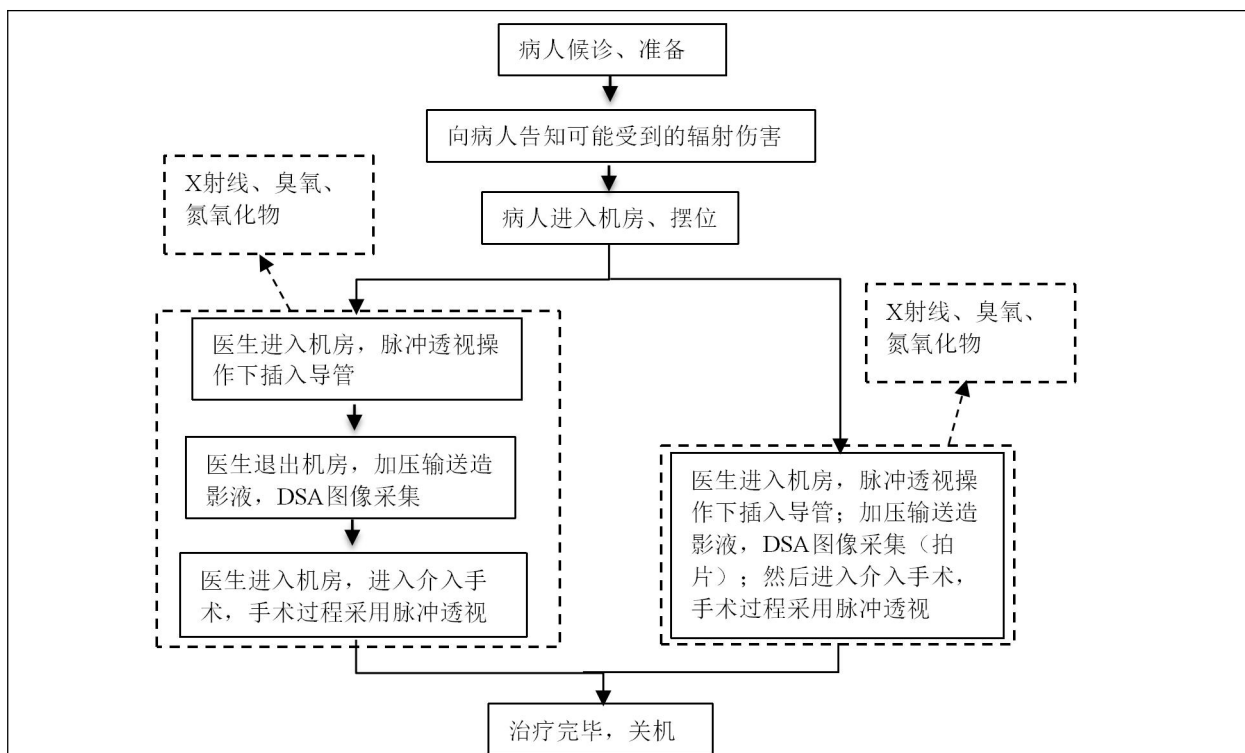 病人候诊、准备
向病人告知可能受到的辐射伤害
X射线、臭氧、
氮氧化物
病人进入机房、摆位
X射线、臭氧、
氮氧化物
医生进入机房，脉冲透视操
作下插入导管
医生退出机房，加压输送造
影液，DSA图像采集
医生进入机房，进入介入手
术，手术过程采用脉冲透视
医生进入机房，脉冲透视操
作下插入导管；加压输送造
影液，DSA图像采集（拍
片）；然后进入介入手术，
手术过程采用脉冲透视
治疗完毕，关机